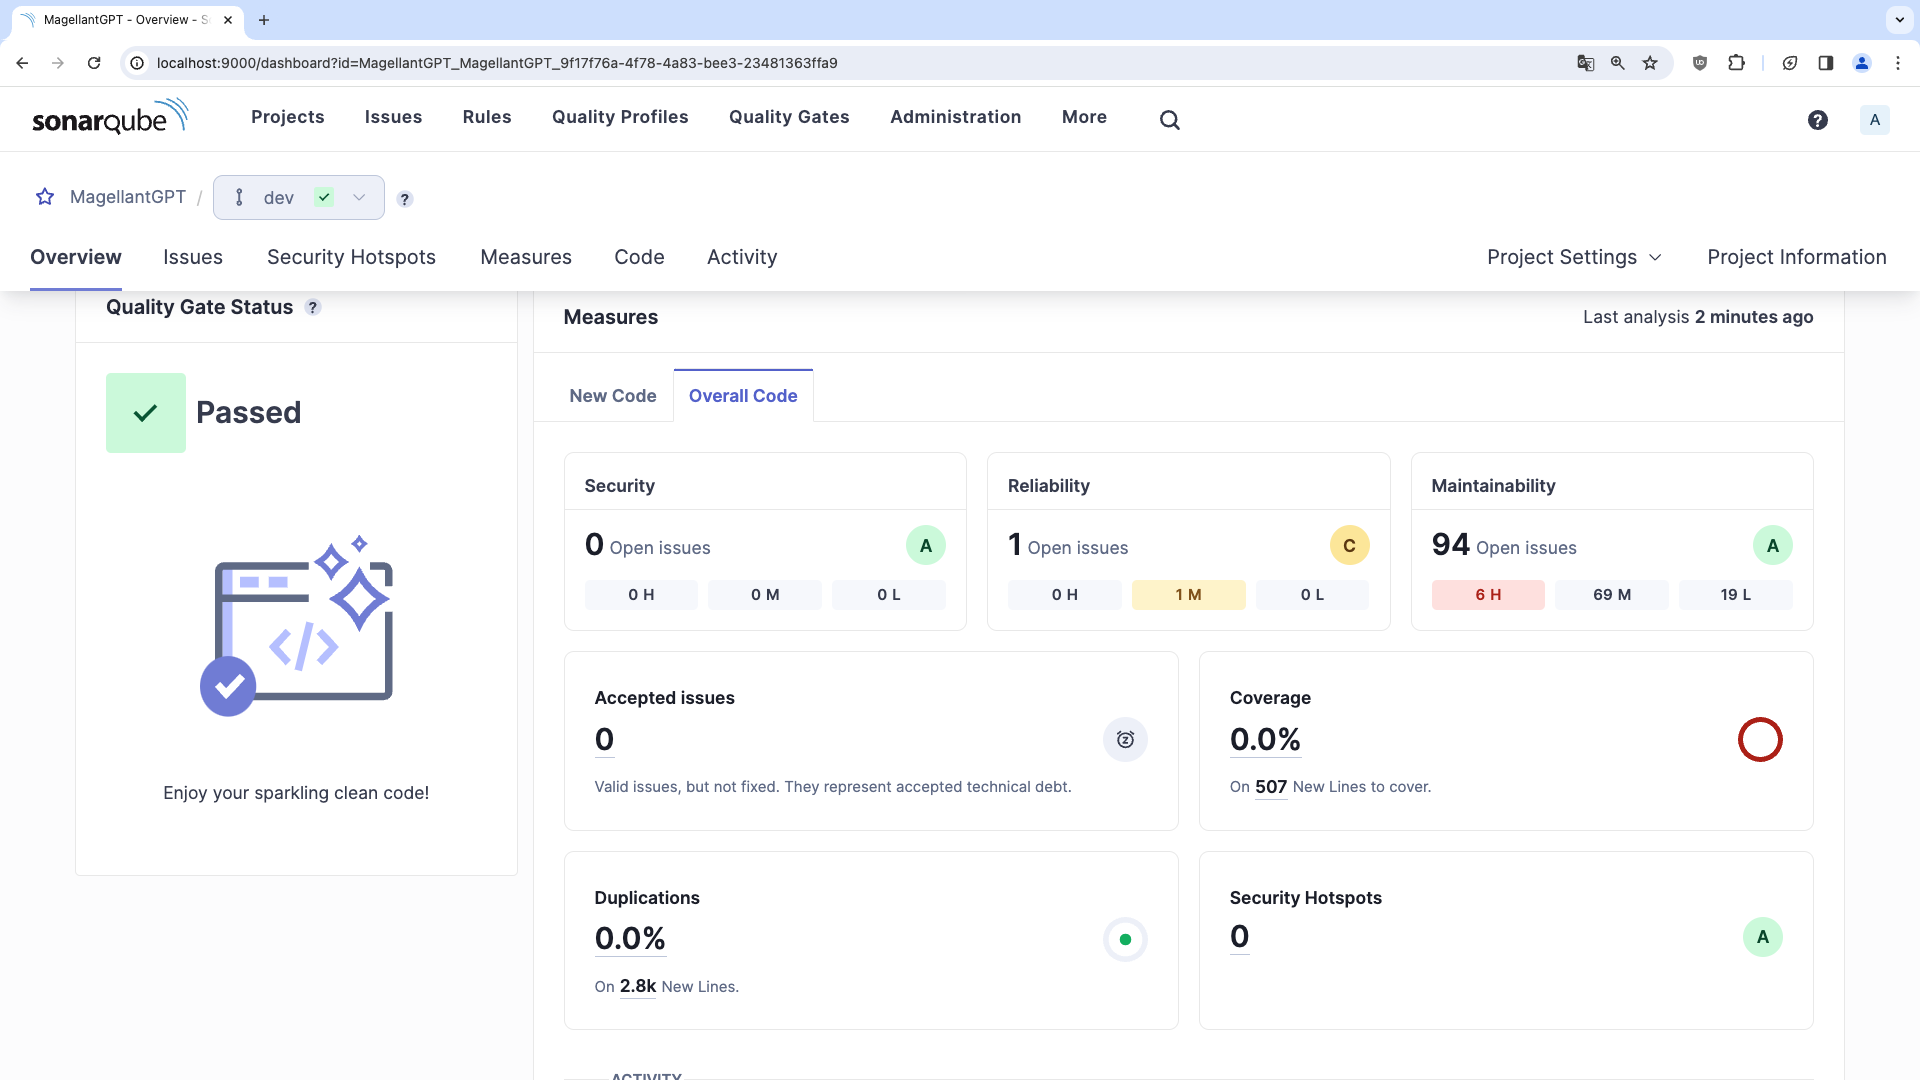 MagellantGPT - Overview - S
localhost:9000/dashboard?id=MagellantGPT_MagellantGPT_9f17f76a-4f78-4a83-bee3-23481363ffa9
sonarqube
Projects
Issues
Rules
Quality Profiles
Quality Gates
Administration
More
?
A
MagellantGPT / dev
?
Overview
Issues
Security Hotspots
Measures
Code
Activity
Project Settings
Project Information
Quality Gate Status ?
Passed
</>
Enjoy your sparkling clean code!
Measures
Last analysis 2 minutes ago
New Code
Overall Code
Security
0 Open issues
A
0 H
0 M
0 L
Reliability
1 Open issues
C
0 H
1 M
0 L
Maintainability
94 Open issues
A
6 H
69 M
19 L
Accepted issues
0
Valid issues, but not fixed. They represent accepted technical debt.
Coverage
0.0%
On 507 New Lines to cover.
Duplications
0.0%
On 2.8k New Lines.
Security Hotspots
0
A
ACTIVITY